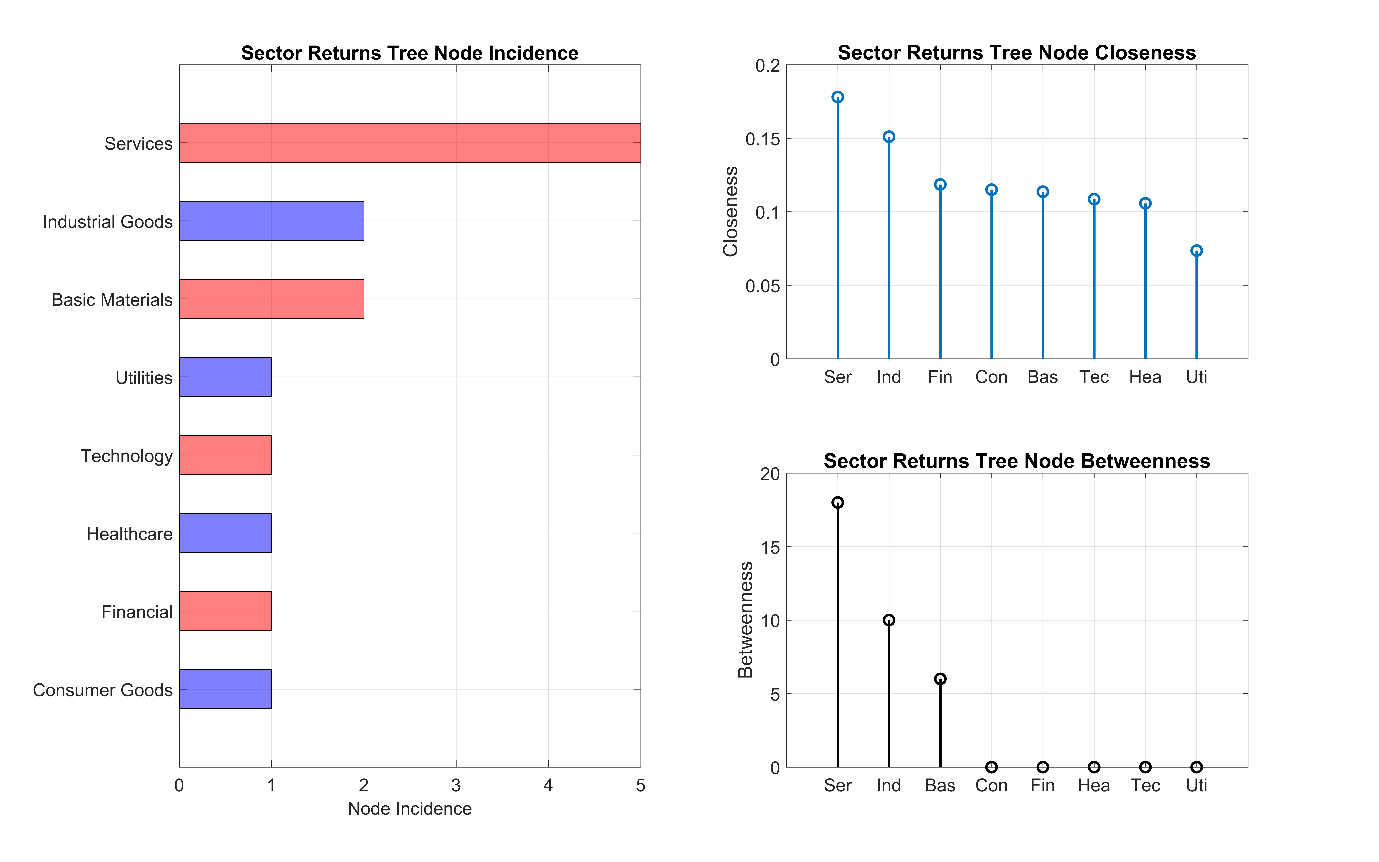 Sector Returns Tree Node Incidence
Services
Industrial Goods
Basic Materials
Utilities
Technology
Healthcare
Financial
Consumer Goods
0 1 2 3 4 5
Node Incidence
Sector Returns Tree Node Closeness
0.2
0.15
0.1
0.05
0
Closeness
Ser Ind Fin Con Bas Tec Hea Uti
Sector Returns Tree Node Betweenness
20
15
10
5
0
Betweenness
Ser Ind Bas Con Fin Hea Tec Uti